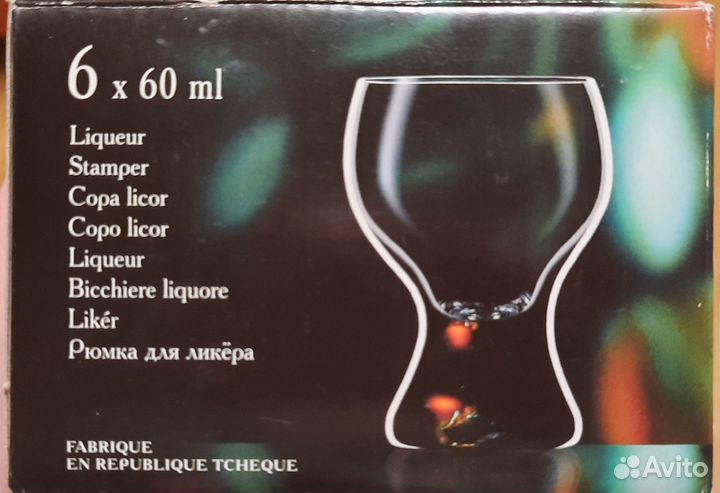 6 x 60 ml
Liqueur
Stamper
Copa licor
Copo licor
Liqueur
Bicchiere liquore
Likér
Рюмка для ликёра
FABRIQUE
EN REPUBLIQUE TCHEQUE
Avito